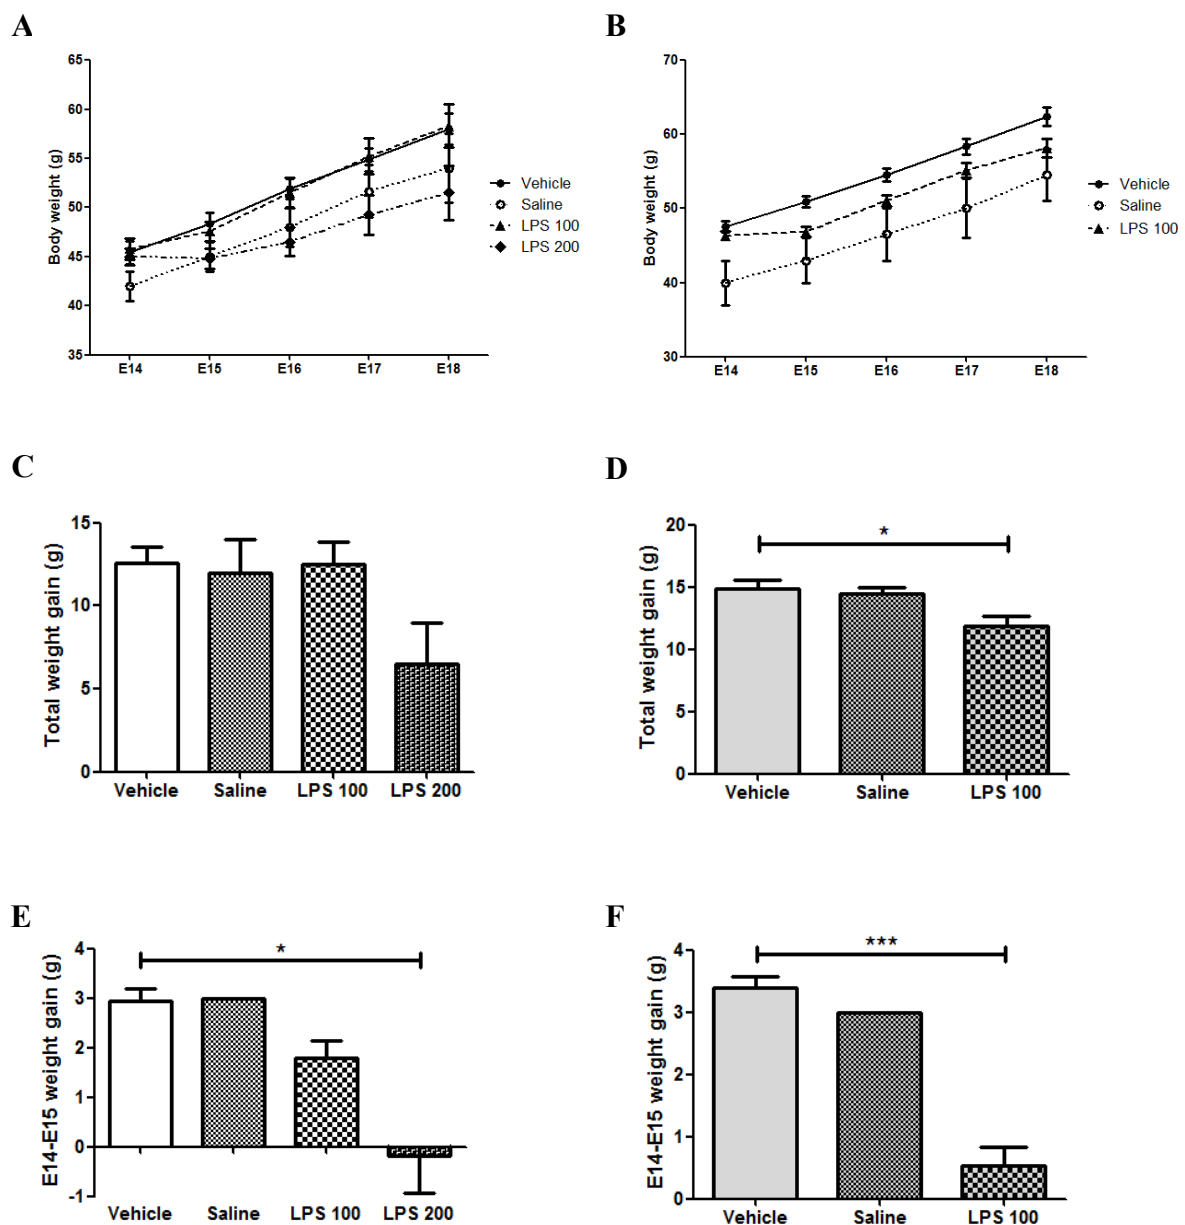 A
B
65
60
55
50
45
40
35
Body weight (g)
E14 E15 E16 E17 E18
Vehicle
Saline
LPS 100
LPS 200
70
60
50
40
30
Body weight (g)
E14 E15 E16 E17 E18
Vehicle
Saline
LPS 100
C
D
15
10
5
0
Total weight gain (g)
Vehicle Saline LPS 100 LPS 200
20
15
10
5
0
Total weight gain (g)
*
Vehicle Saline LPS 100
E
F
4
3
2
1
0
-1
E14-E15 weight gain (g)
*
Vehicle Saline LPS 100 LPS 200
4
3
2
1
0
E14-E15 weight gain (g)
***
Vehicle Saline LPS 100